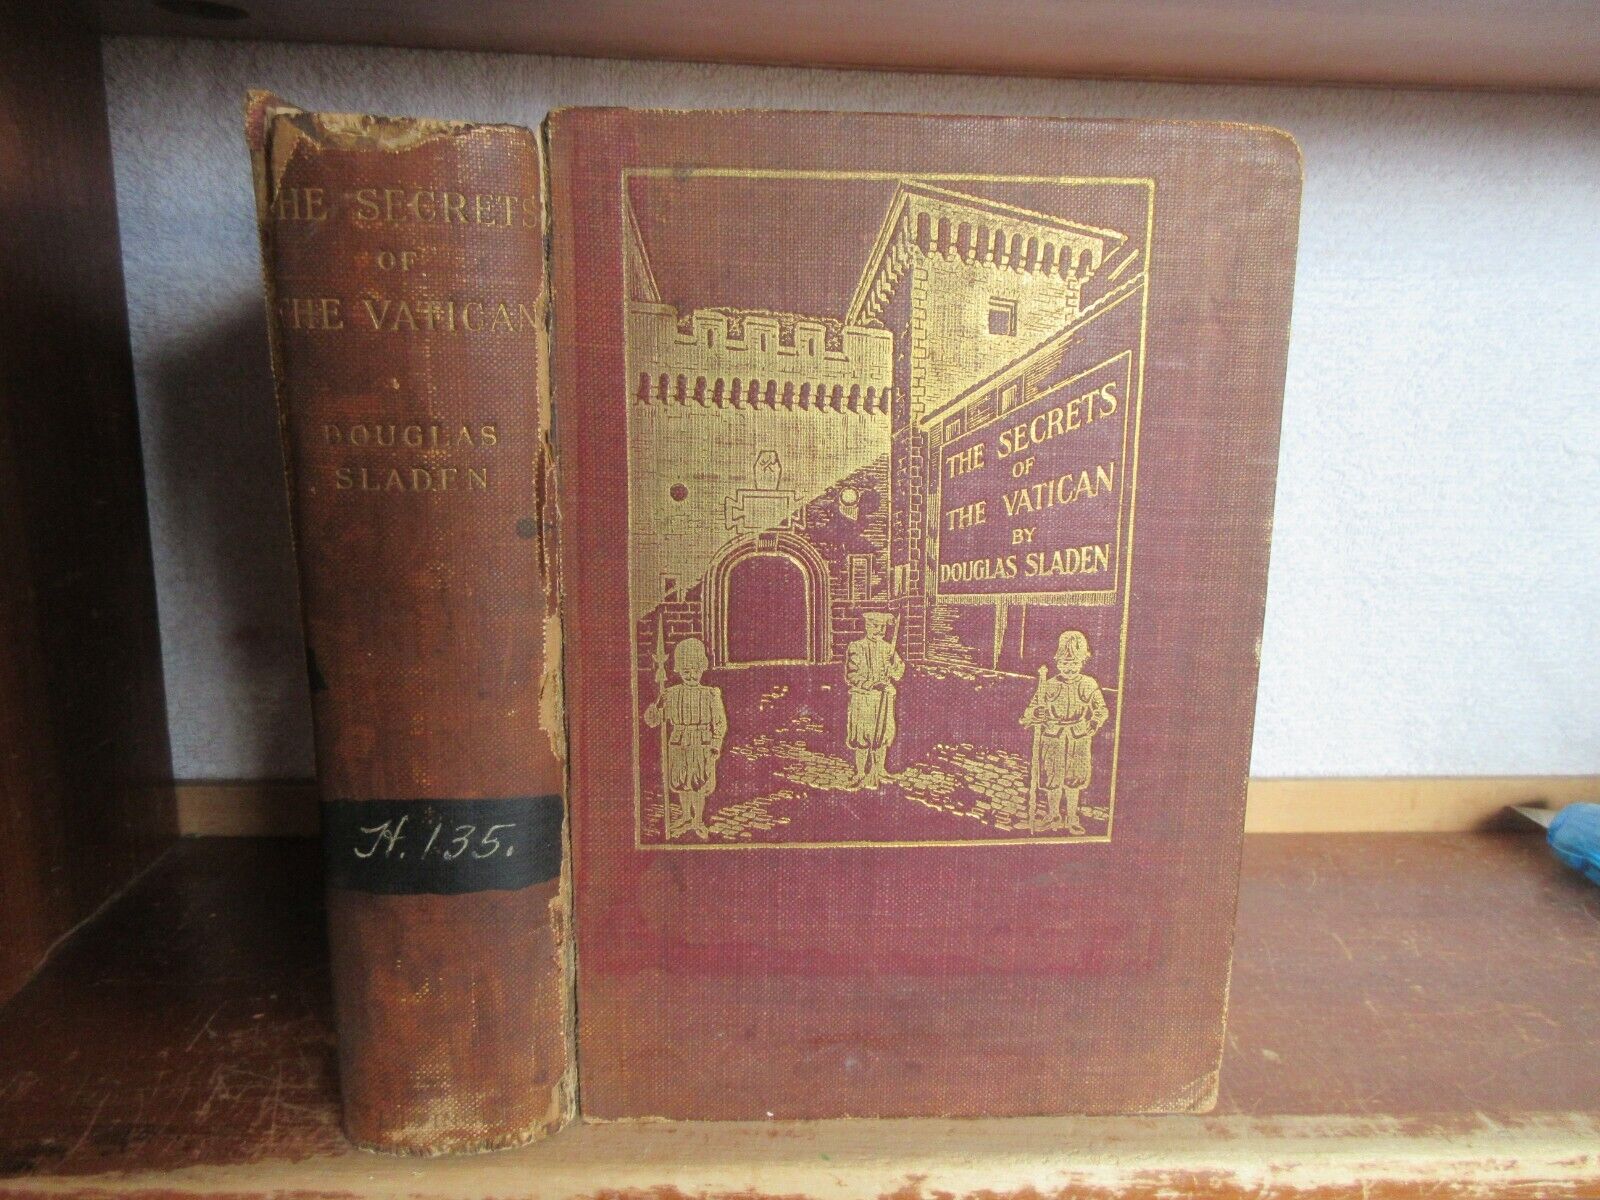 THE SECRETS
OF
THE VATICAN
DOUGLAS
SLADEN
H. 135.
THE SECRETS
OF
THE VATICAN
BY
DOUGLAS SLADEN